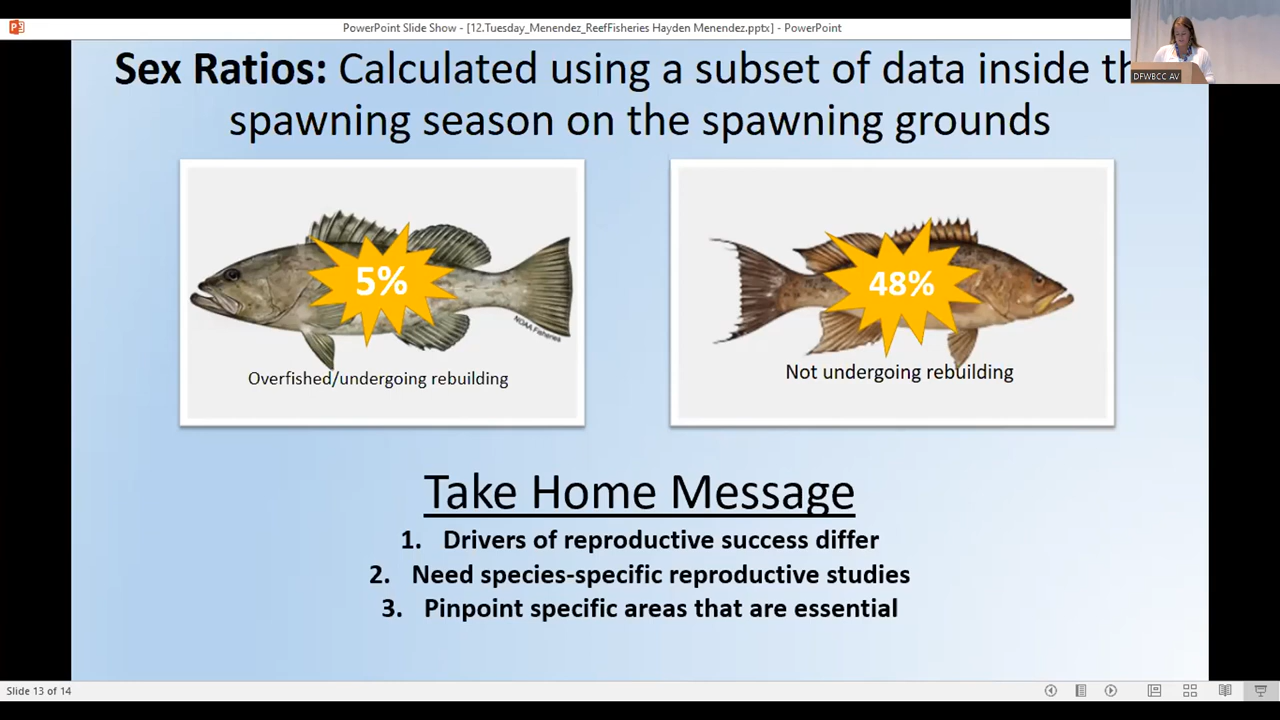 PowerPoint Slide Show - [12.Tuesday_Menendez_ReefFisheries Hayden Menendez.pptx] - PowerPoint
DFWBCC AV
Sex Ratios: Calculated using a subset of data inside th
spawning season on the spawning grounds
5%
NOAA Fisheries
Overfished/undergoing rebuilding
48%
Not undergoing rebuilding
Take Home Message
1. Drivers of reproductive success differ
2. Need species-specific reproductive studies
3. Pinpoint specific areas that are essential
Slide 13 of 14